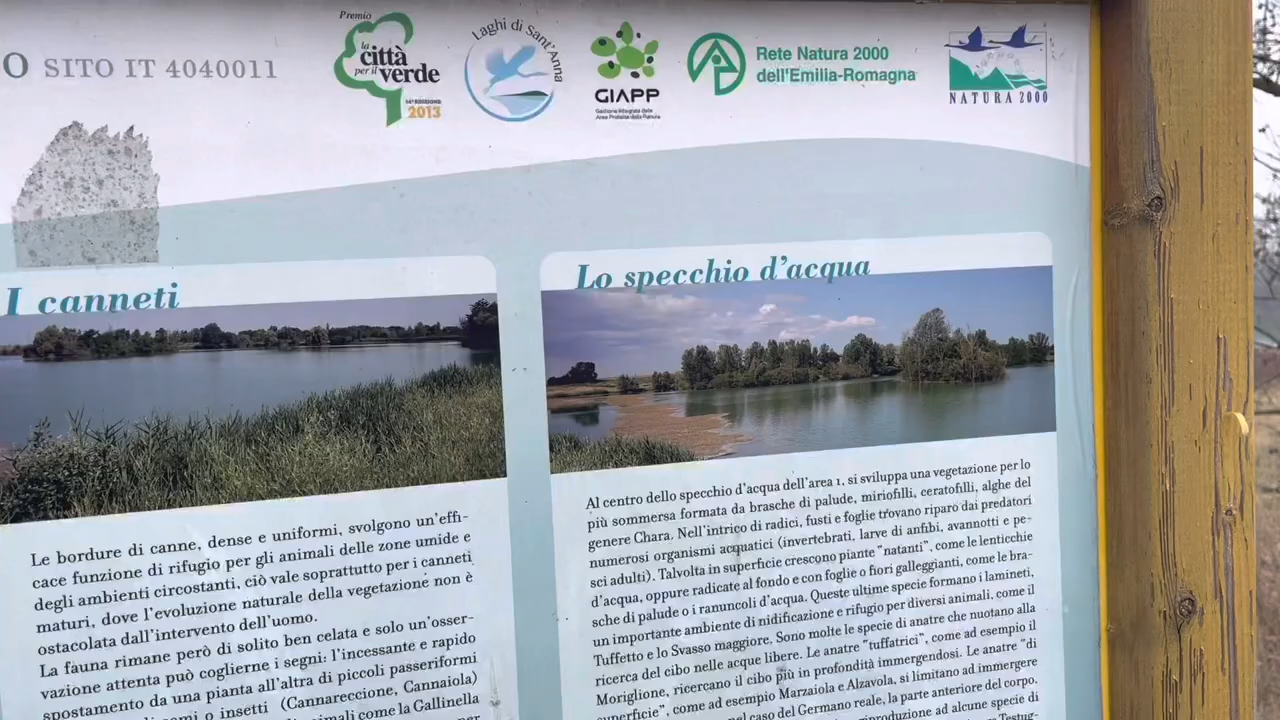 O SITO IT 4040011
Premio
la città
per il verde
14ª EDIZIONE
2013
Laghi di Sant'Anna
GIAPP
Gestione Integrata delle
Aree Protette della Pianura
Rete Natura 2000
dell'Emilia-Romagna
NATURA 2000
I canneti
Le bordure di canne, dense e uniformi, svolgono un'effi-
cace funzione di rifugio per gli animali delle zone umide e
degli ambienti circostanti, ciò vale soprattutto per i canneti
maturi, dove l'evoluzione naturale della vegetazione non è
ostacolata dall'intervento dell'uomo.
La fauna rimane però di solito ben celata e solo un'osser-
vazione attenta può coglierne i segni: l'incessante e rapido
spostamento da una pianta all'altra di piccoli passeriformi
o insetti (Cannareccione, Cannaiola)
animali come la Gallinella
per
Lo specchio d'acqua
Al centro dello specchio d'acqua dell'area 1, si sviluppa una vegetazione per lo
più sommersa formata da brasche di palude, miriofilli, ceratofilli, alghe del
genere Chara. Nell'intrico di radici, fusti e foglie trovano riparo dai predatori
numerosi organismi acquatici (invertebrati, larve di anfibi, avannotti e pe-
sci adulti). Talvolta in superficie crescono piante "natanti", come le lenticchie
d'acqua, oppure radicate al fondo e con foglie o fiori galleggianti, come le bra-
sche di palude o i ranuncoli d'acqua. Queste ultime specie formano i lamineti,
un importante ambiente di nidificazione e rifugio per diversi animali, come il
Tuffetto e lo Svasso maggiore. Sono molte le specie di anatre che nuotano alla
ricerca del cibo nelle acque libere. Le anatre "tuffatrici", come ad esempio il
Moriglione, ricercano il cibo più in profondità immergendosi. Le anatre "di
superficie", come ad esempio Marzaiola e Alzavola, si limitano ad immergere
nel caso del Germano reale, la parte anteriore del corpo.
riproduzione ad alcune specie di
Testug-